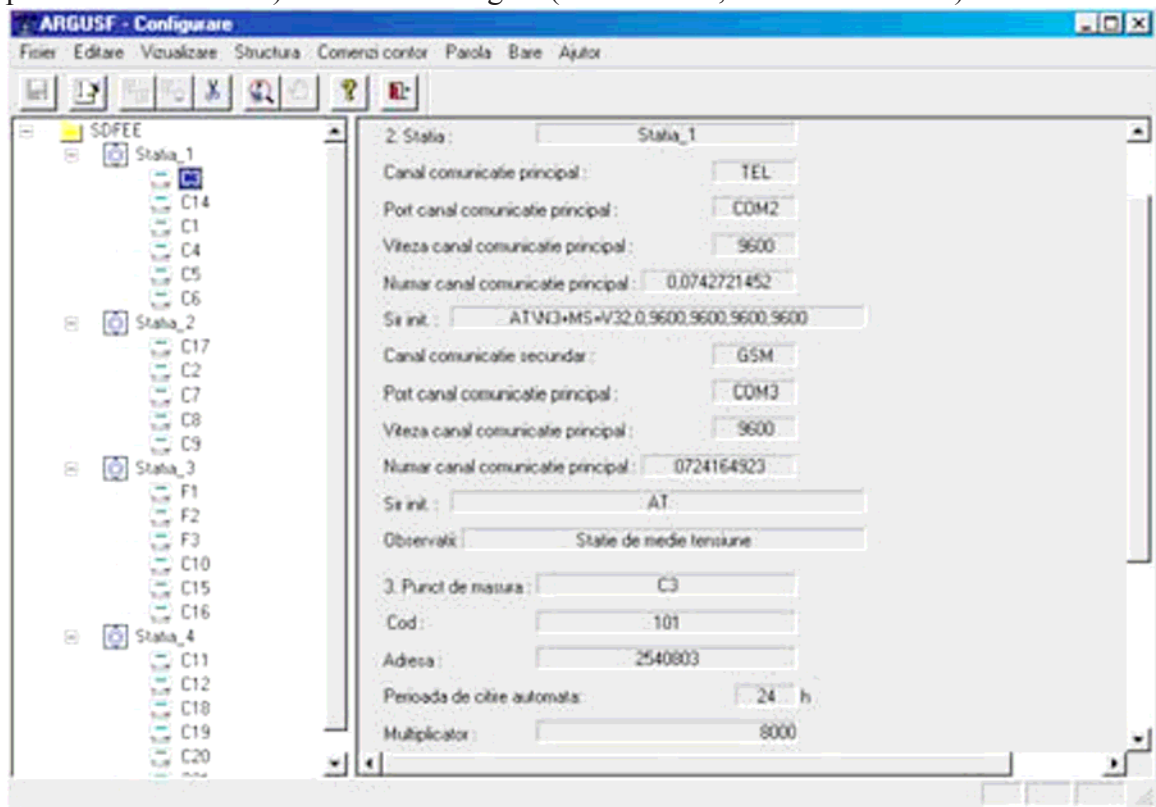 ARGUSF - Configurare
Fisier Editare Vizualizare Structura Comenzi contor Parola Bare Ajutor
SDFEE
Statia_1
C3
C14
C1
C4
C5
C6
Statia_2
C17
C2
C7
C8
C9
Statia_3
F1
F2
F3
C10
C15
C16
Statia_4
C11
C12
C18
C19
C20
2. Statia : Statia_1
Canal comunicatie principal : TEL
Port canal comunicatie principal : COM2
Viteza canal comunicatie principal : 9600
Numar canal comunicatie principal : 0,0742721452
Sir init. : AT\N3+MS=V32,0,9600,9600,9600,9600
Canal comunicatie secundar : GSM
Port canal comunicatie principal : COM3
Viteza canal comunicatie principal : 9600
Numar canal comunicatie principal : 0724164923
Sir init. : AT
Observatii: Statie de medie tensiune
3. Punct de masura : C3
Cod : 101
Adresa : 2540803
Perioada de citire automata: 24 h
Multiplicator : 8000